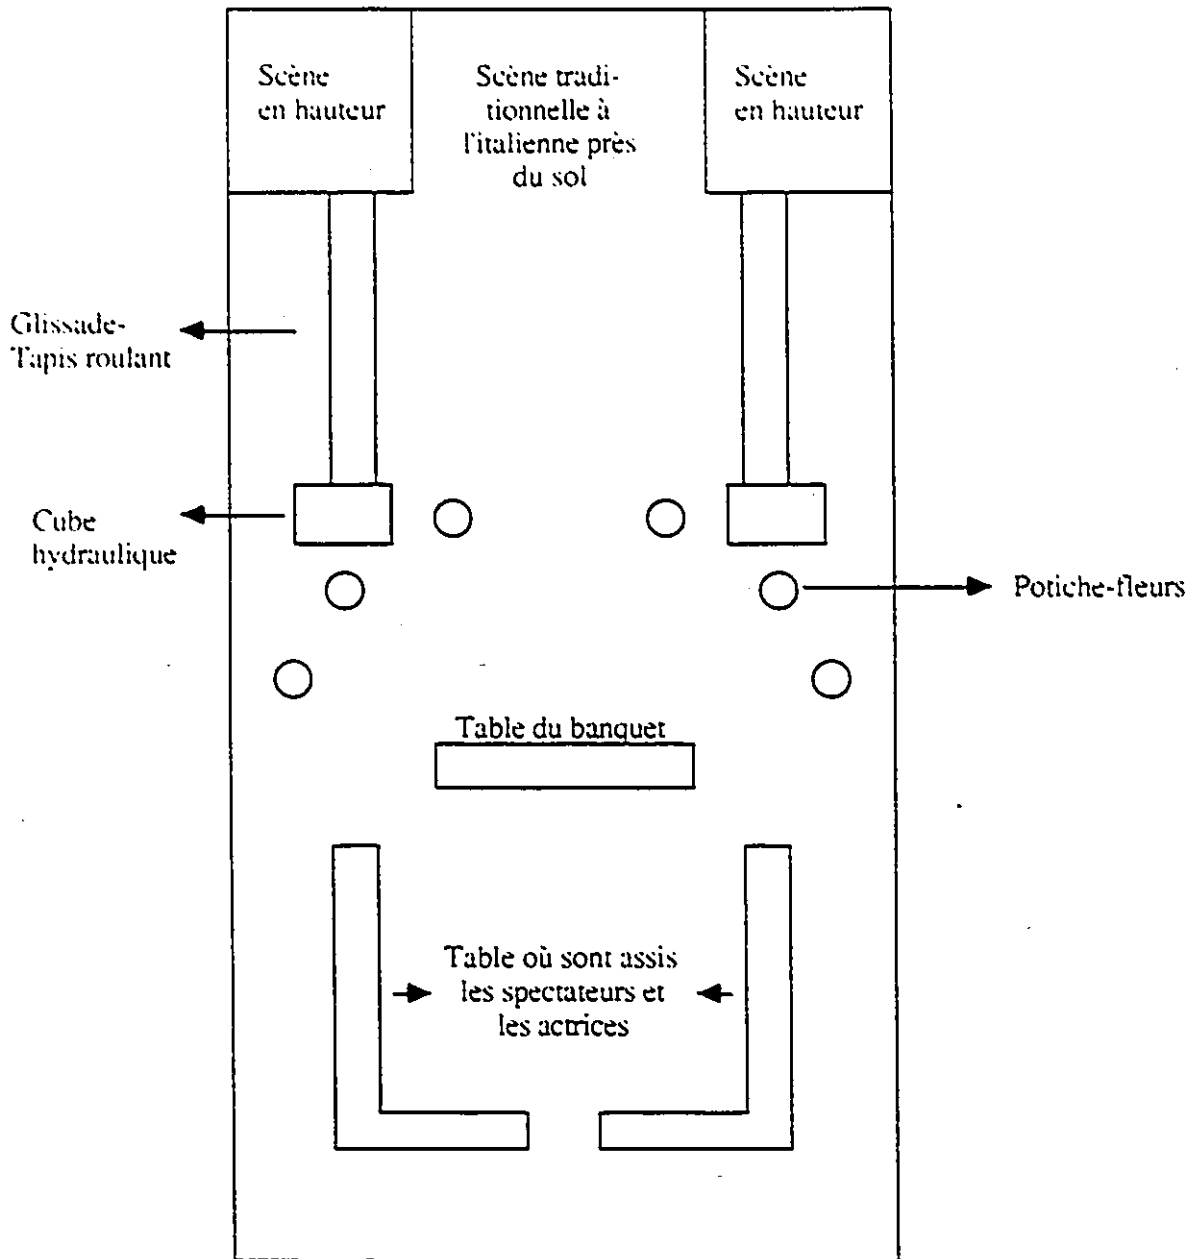 Scène
en hauteur
Scène tradi-
tionnelle à
l'italienne près
du sol
Scène
en hauteur
Glissade-
Tapis roulant
Cube
hydraulique
Potiche-fleurs
Table du banquet
Table où sont assis
les spectateurs et
les actrices